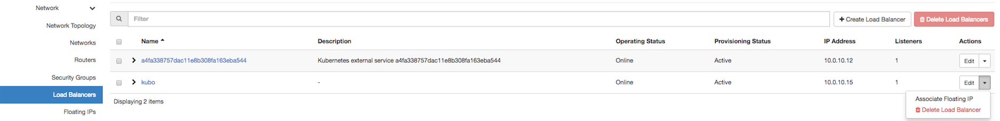 Network
Network Topology
Networks
Routers
Security Groups
Load Balancers
Floating IPs
Filter
Create Load Balancer
Delete Load Balancers
Name Description Operating Status Provisioning Status IP Address Listeners Actions
a4fa338757dac11e8b308fa163eba544 Kubernetes external service a4fa338757dac11e8b308fa163eba544 Online Active 10.0.10.12 1 Edit
kubo - Online Active 10.0.10.15 1 Edit
Displaying 2 items
Associate Floating IP
Delete Load Balancer